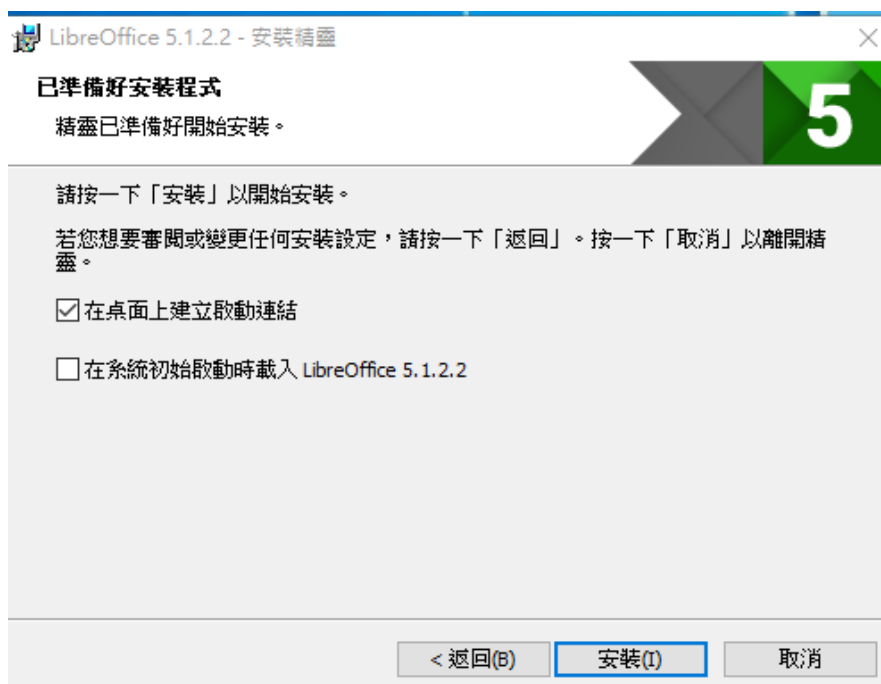 LibreOffice 5.1.2.2 - 安裝精靈
已準備好安裝程式
精靈已準備好開始安裝。
5
請按一下「安裝」以開始安裝。
若您想要審閱或變更任何安裝設定，請按一下「返回」。按一下「取消」以離開精
靈。
在桌面上建立啟動連結
在系統初始啟動時載入 LibreOffice 5.1.2.2
< 返回(B)
安裝(I)
取消